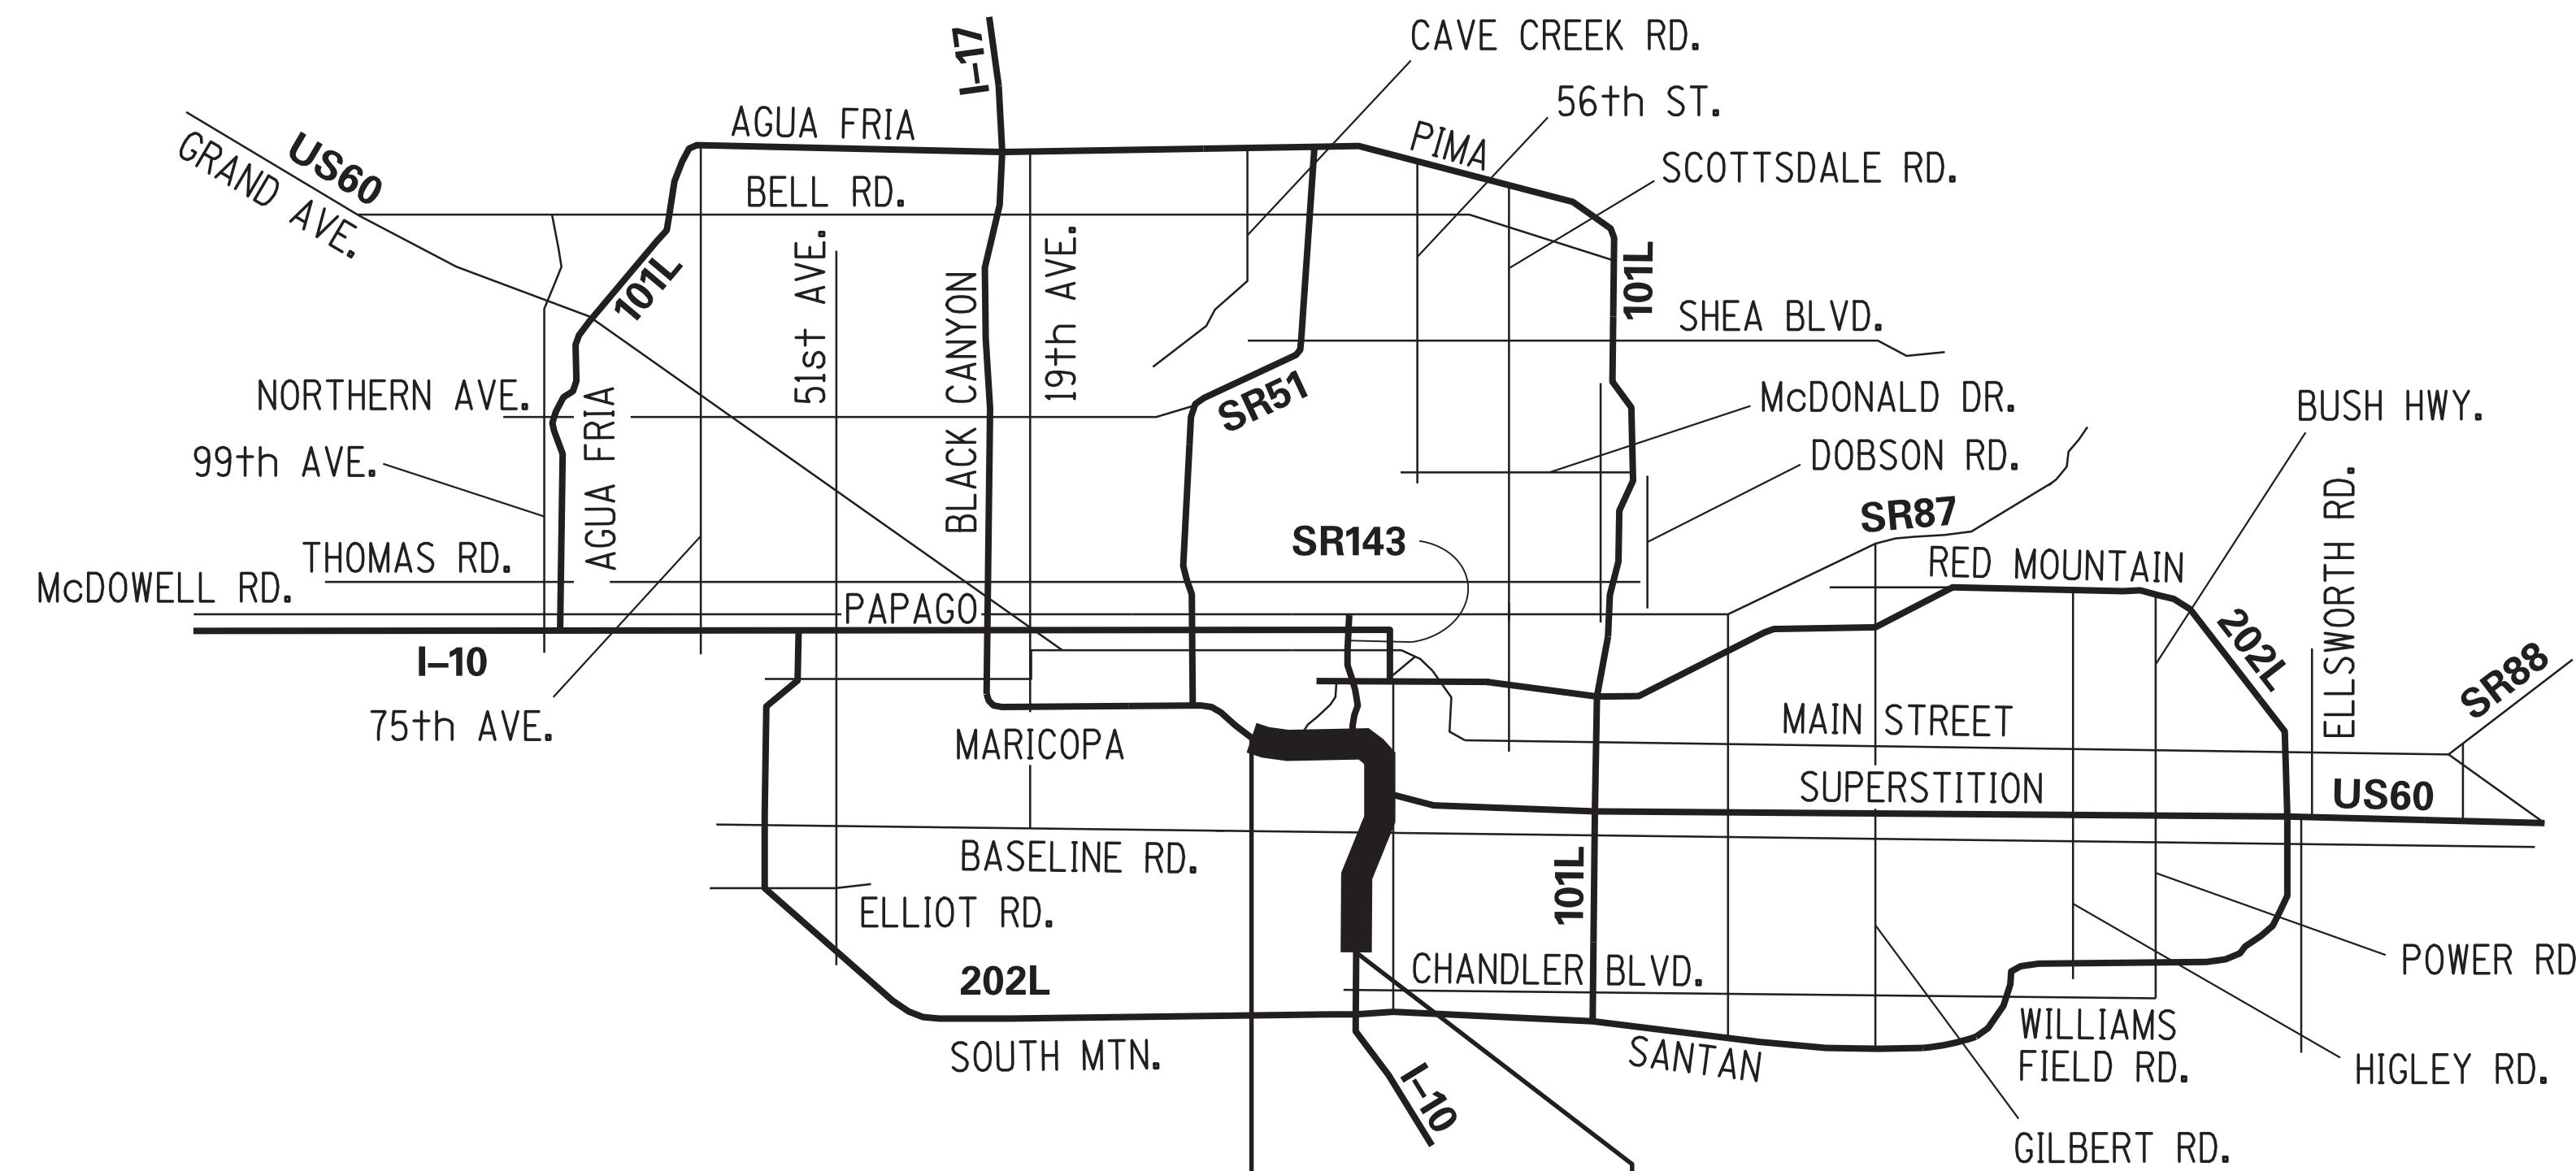 I–17
CAVE CREEK RD.
56th ST.
AGUA FRIA
PIMA
US60
GRAND AVE.
SCOTTSDALE RD.
BELL RD.
51st AVE.
BLACK CANYON
19th AVE.
101L
101L
SHEA BLVD.
NORTHERN AVE.
AGUA FRIA
SR51
McDONALD DR.
BUSH HWY.
99th AVE.
DOBSON RD.
SR87
ELLSWORTH RD.
SR143
THOMAS RD.
RED MOUNTAIN
McDOWELL RD.
PAPAGO
202L
I–10
SR88
75th AVE.
MARICOPA
MAIN STREET
SUPERSTITION
US60
BASELINE RD.
101L
ELLIOT RD.
202L
CHANDLER BLVD.
POWER RD
SOUTH MTN.
SANTAN
WILLIAMS
FIELD RD.
HIGLEY RD.
I–10
GILBERT RD.